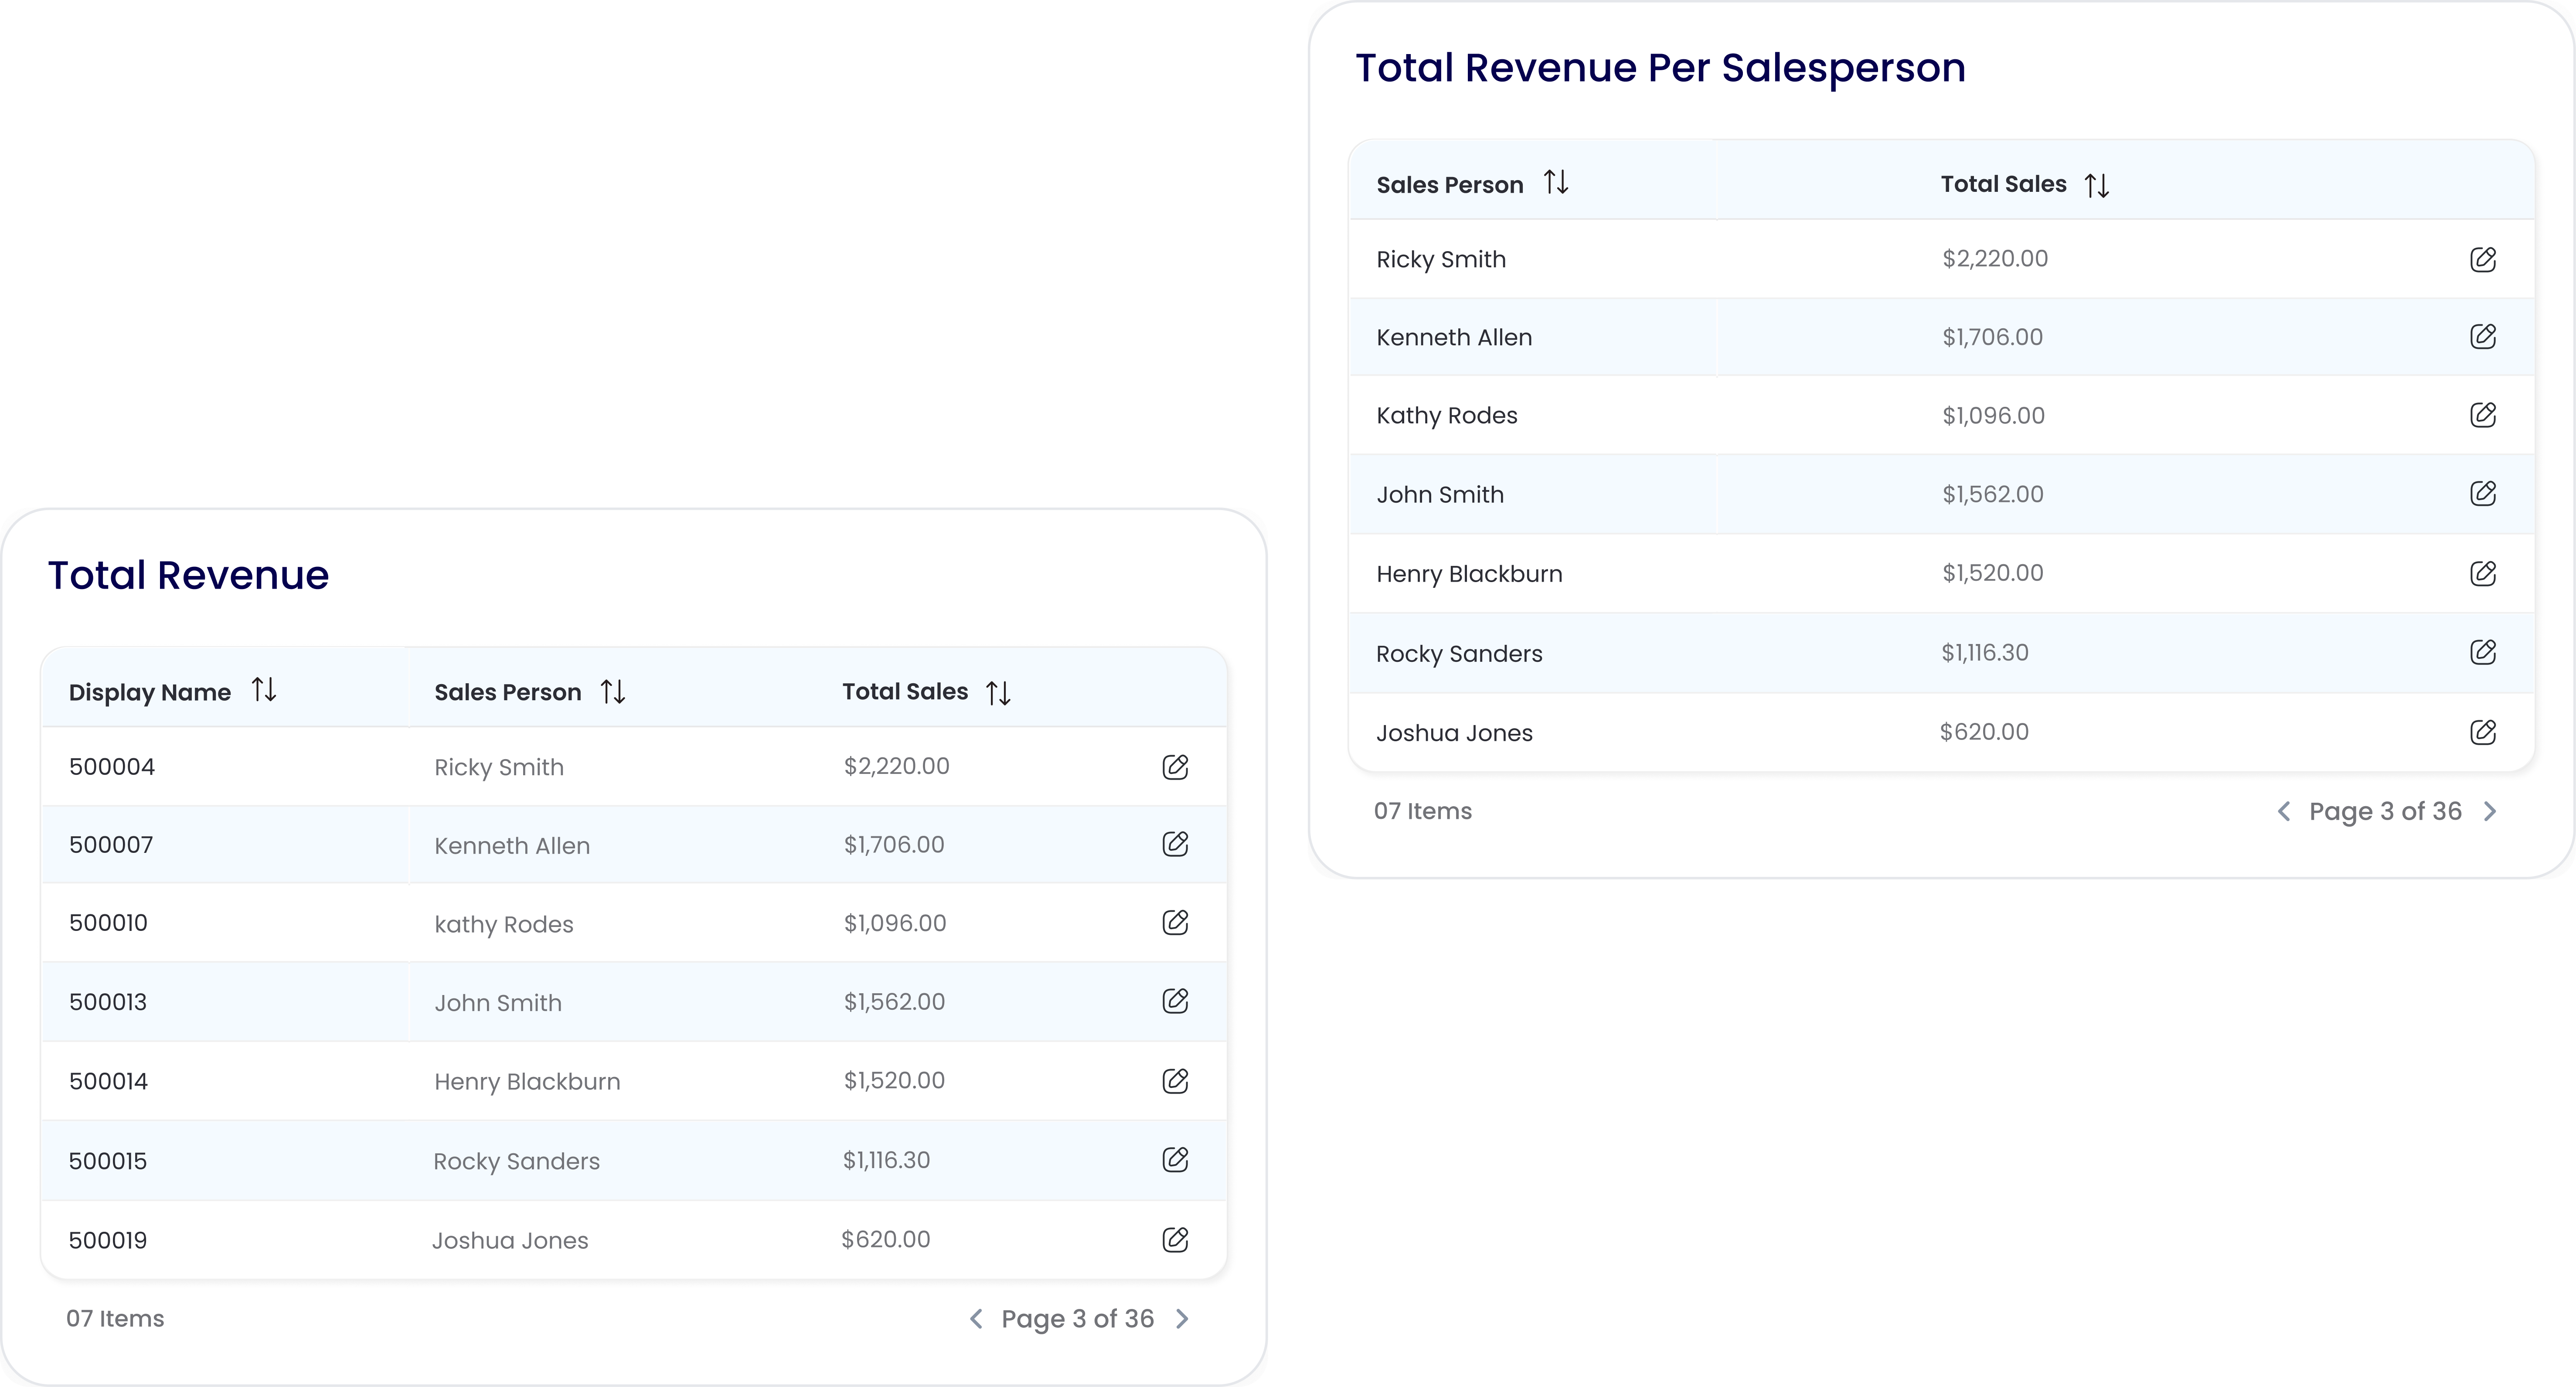 Total Revenue Per Salesperson
Sales Person Total Sales
Ricky Smith $2,220.00
Kenneth Allen $1,706.00
Kathy Rodes $1,096.00
John Smith $1,562.00
Henry Blackburn $1,520.00
Rocky Sanders $1,116.30
Joshua Jones $620.00
07 Items Page 3 of 36
Total Revenue
Display Name Sales Person Total Sales
500004 Ricky Smith $2,220.00
500007 Kenneth Allen $1,706.00
500010 kathy Rodes $1,096.00
500013 John Smith $1,562.00
500014 Henry Blackburn $1,520.00
500015 Rocky Sanders $1,116.30
500019 Joshua Jones $620.00
07 Items Page 3 of 36